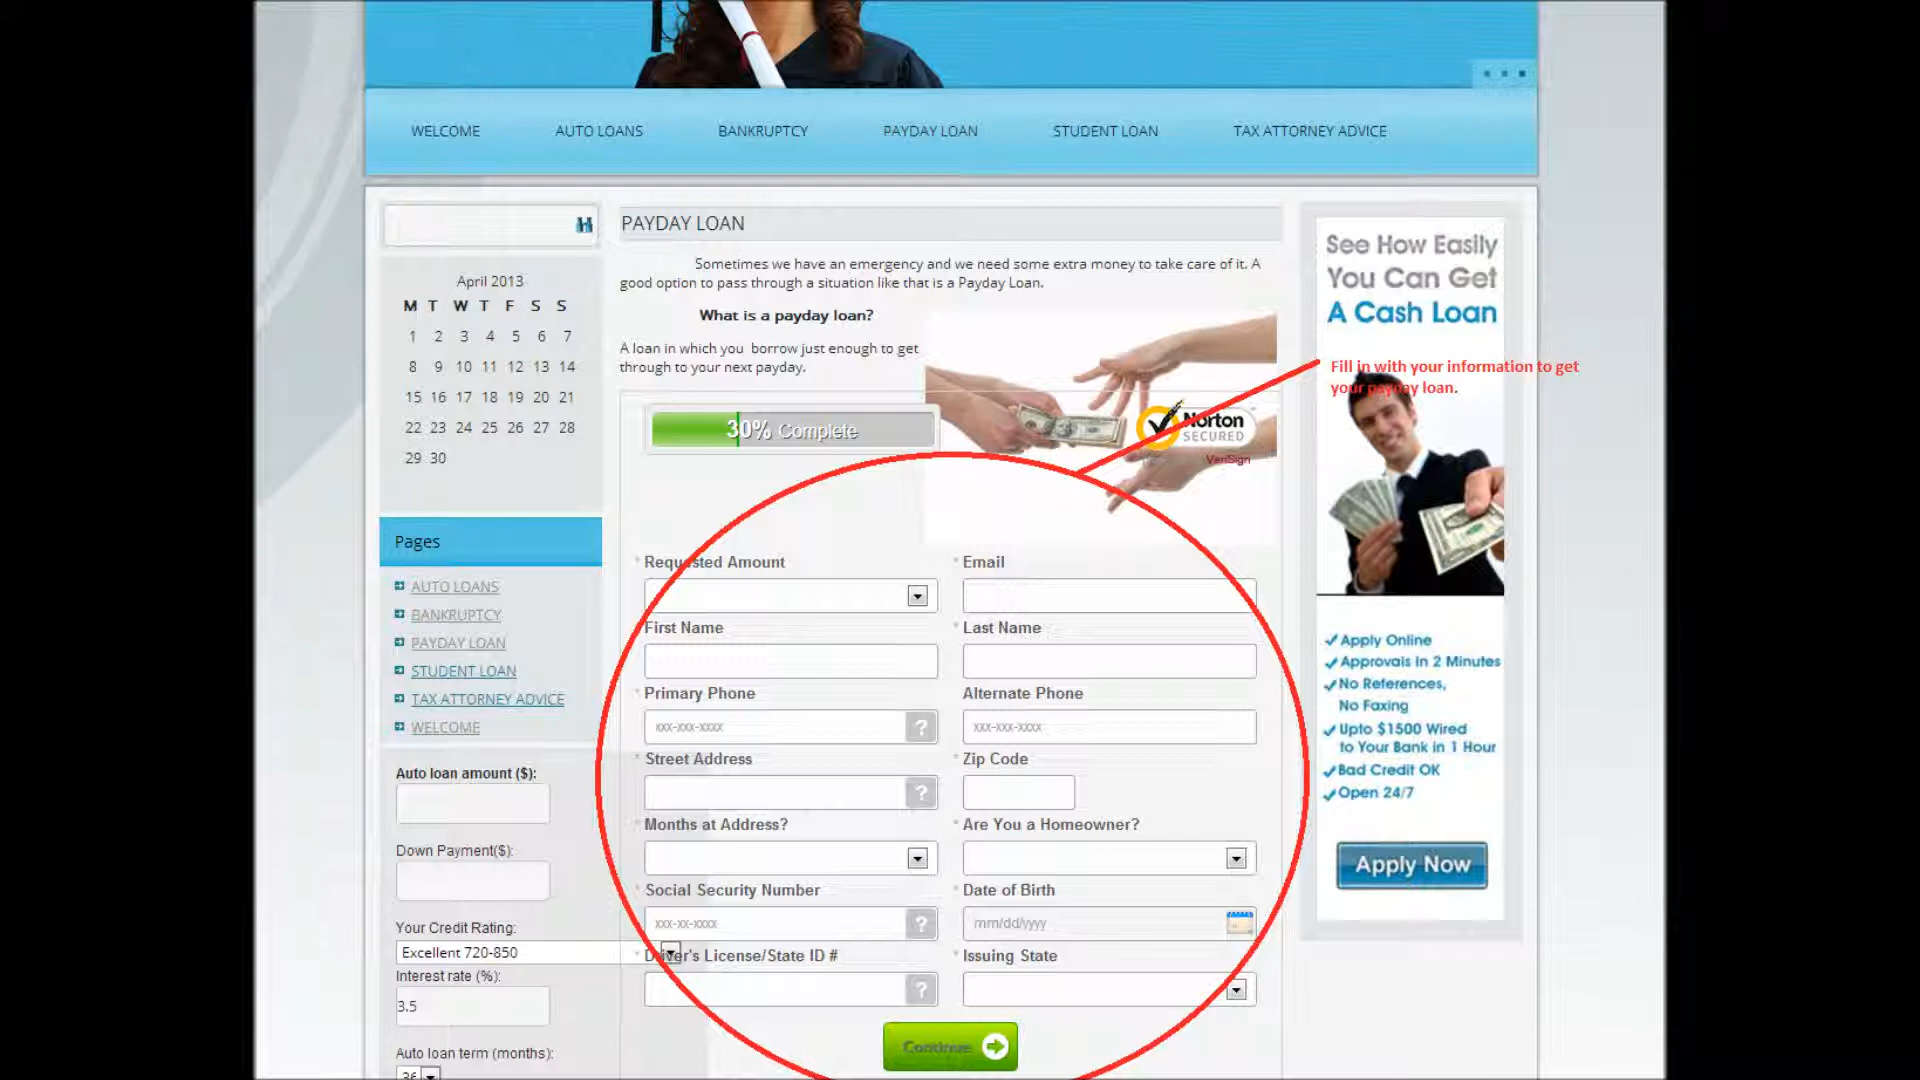 WELCOME AUTO LOANS BANKRUPTCY PAYDAY LOAN STUDENT LOAN TAX ATTORNEY ADVICE
April 2013
M T W T F S S
1 2 3 4 5 6 7
8 9 10 11 12 13 14
15 16 17 18 19 20 21
22 23 24 25 26 27 28
29 30
Pages
AUTO LOANS
BANKRUPTCY
PAYDAY LOAN
STUDENT LOAN
TAX ATTORNEY ADVICE
WELCOME
Auto loan amount ($):
Down Payment($):
Your Credit Rating:
Excellent 720-850
Interest rate (%):
3.5
Auto loan term (months):
36
PAYDAY LOAN
Sometimes we have an emergency and we need some extra money to take care of it. A
good option to pass through a situation like that is a Payday Loan.
What is a payday loan?
A loan in which you borrow just enough to get
through to your next payday.
30% Complete
Norton
SECURED
VeriSign
* Requested Amount * Email
* First Name * Last Name
* Primary Phone Alternate Phone
xxx-xxx-xxxx ? xxx-xxx-xxxx
* Street Address * Zip Code
?
* Months at Address? * Are You a Homeowner?
* Social Security Number * Date of Birth
xxx-xx-xxxx ? mm/dd/yyyy
* Driver's License/State ID # * Issuing State
?
Continue
See How Easily
You Can Get
A Cash Loan
Fill in with your information to get
your payday loan.
Apply Online
Approvals In 2 Minutes
No References,
No Faxing
Upto $1500 Wired
to Your Bank in 1 Hour
Bad Credit OK
Open 24/7
Apply Now